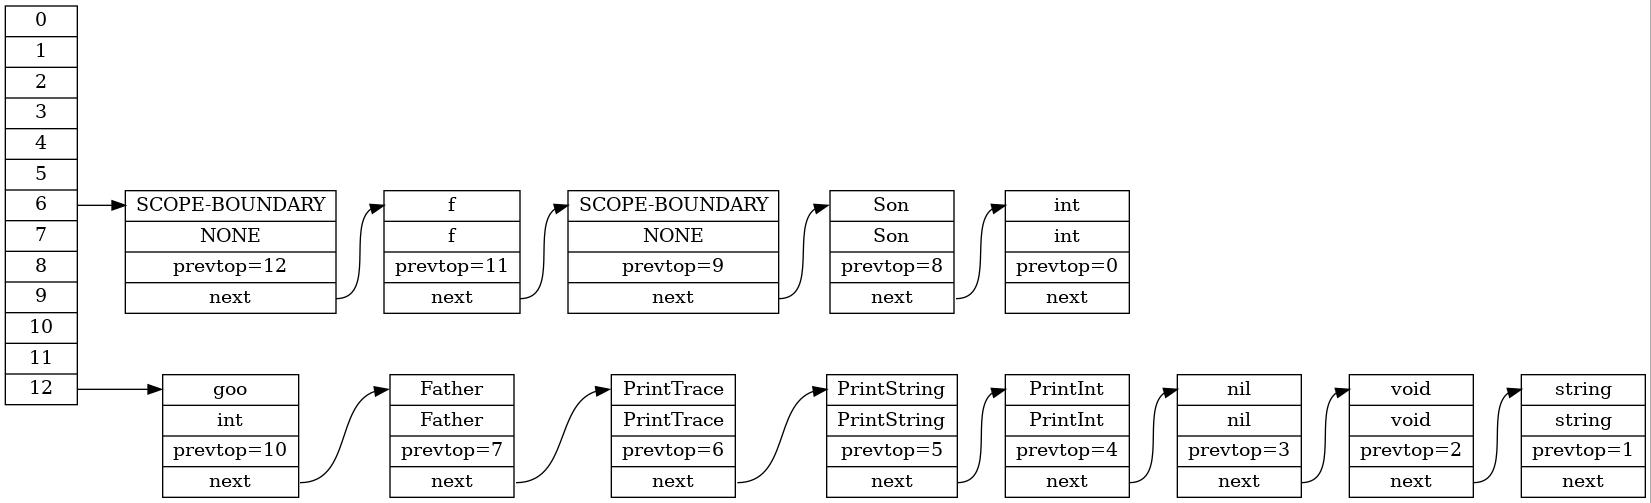 0
1
2
3
4
5
6
7
8
9
10
11
12
SCOPE-BOUNDARY
NONE
prevtop=12
next
f
f
prevtop=11
next
SCOPE-BOUNDARY
NONE
prevtop=9
next
Son
Son
prevtop=8
next
int
int
prevtop=0
next
goo
int
prevtop=10
next
Father
Father
prevtop=7
next
PrintTrace
PrintTrace
prevtop=6
next
PrintString
PrintString
prevtop=5
next
PrintInt
PrintInt
prevtop=4
next
nil
nil
prevtop=3
next
void
void
prevtop=2
next
string
string
prevtop=1
next